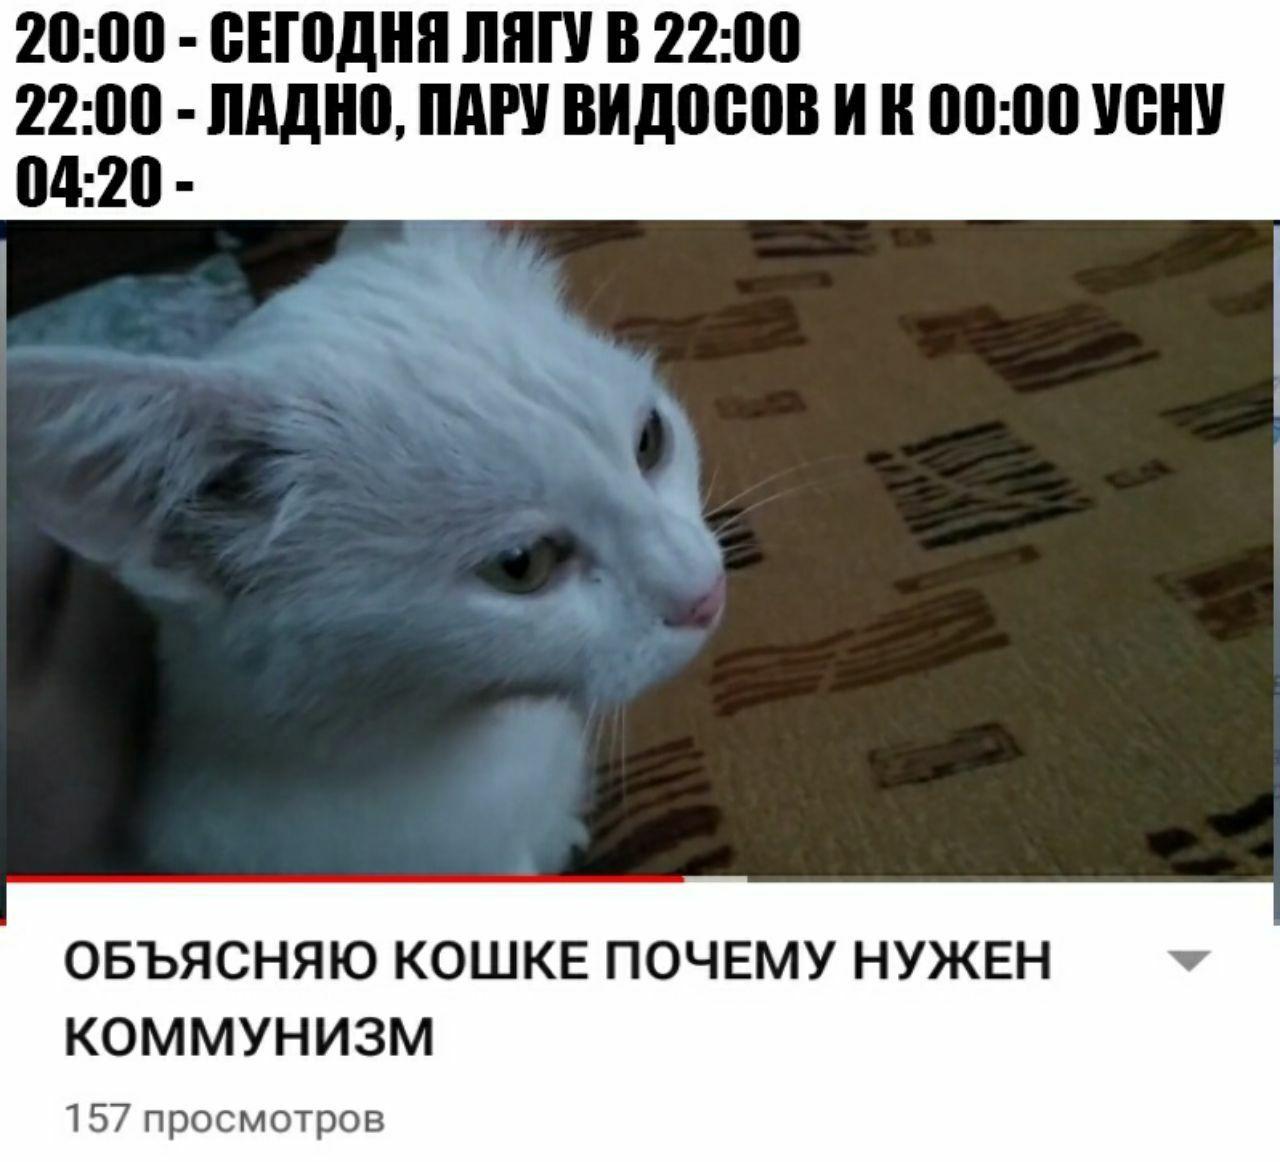 20:00 - СЕГОДНЯ ЛЯГУ В 22:00
22:00 - ЛАДНО, ПАРУ ВИДОСОВ И К 00:00 УСНУ
04:20 -
ОБЪЯСНЯЮ КОШКЕ ПОЧЕМУ НУЖЕН
КОММУНИЗМ
157 просмотров